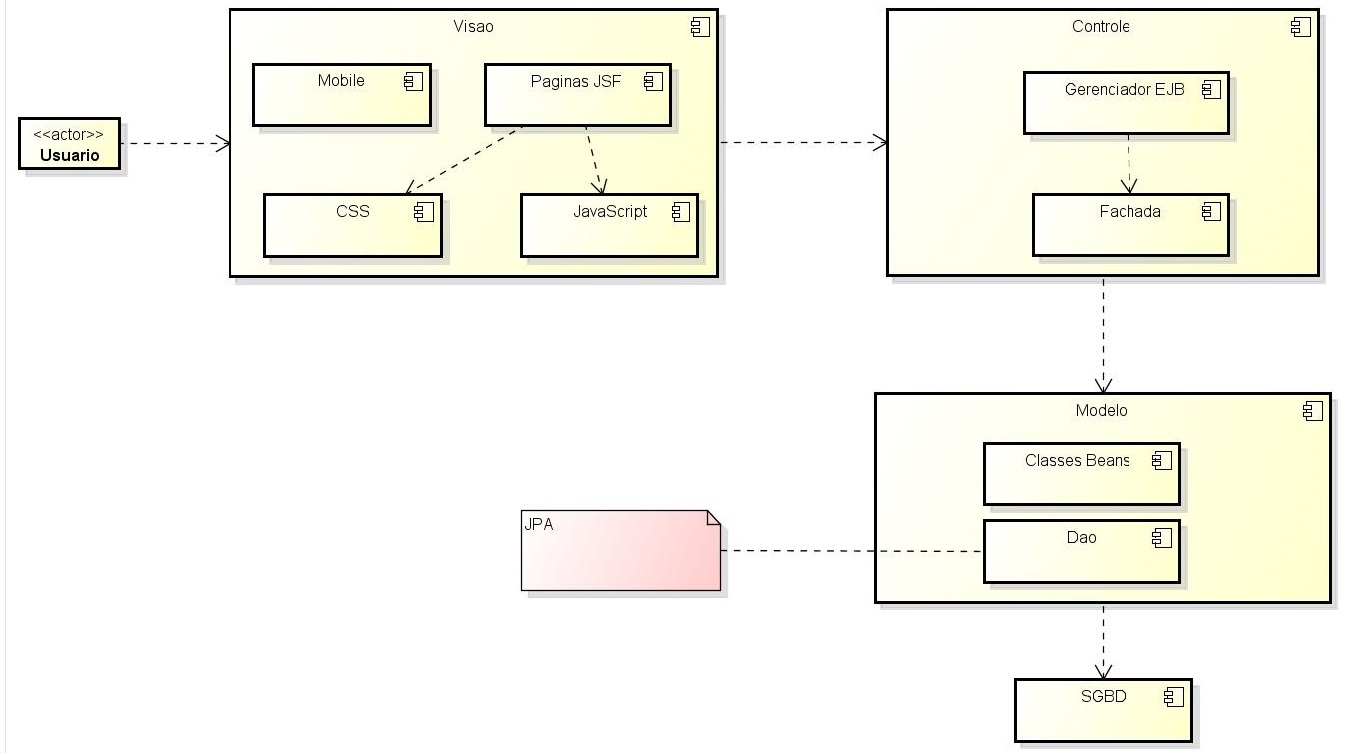 Visao
Controle
Mobile
Paginas JSF
Gerenciador EJB
<<actor>>
Usuario
CSS
JavaScript
Fachada
Modelo
Classes Beans
JPA
Dao
SGBD